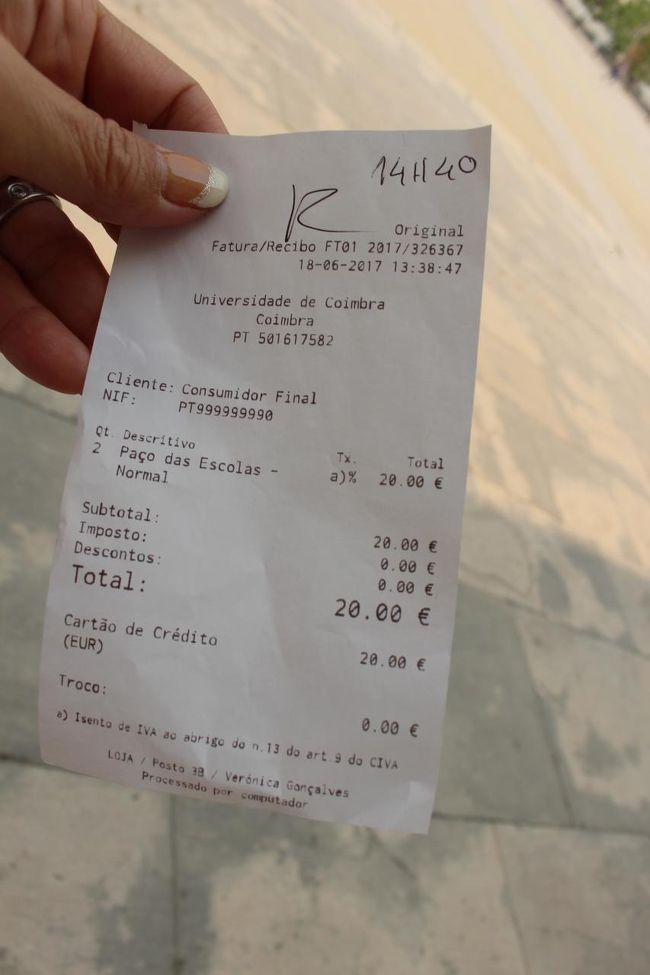 14H40
R
Original
Fatura/Recibo FT01 2017/326367
18-06-2017 13:38:47
Universidade de Coimbra
Coimbra
PT 501617582
Cliente: Consumidor Final
NIF: PT999999990
Qt. Descritivo Tx. Total
2 Paço das Escolas - a)% 20.00 €
Normal
Subtotal: 20.00 €
Imposto: 0.00 €
Descontos: 0.00 €
Total: 20.00 €
Cartão de Crédito 20.00 €
(EUR)
Troco: 0.00 €
a) Isento de IVA ao abrigo do n.13 do art.9 do CIVA
LOJA / Posto 3B / Verónica Gonçalves
Processado por computador